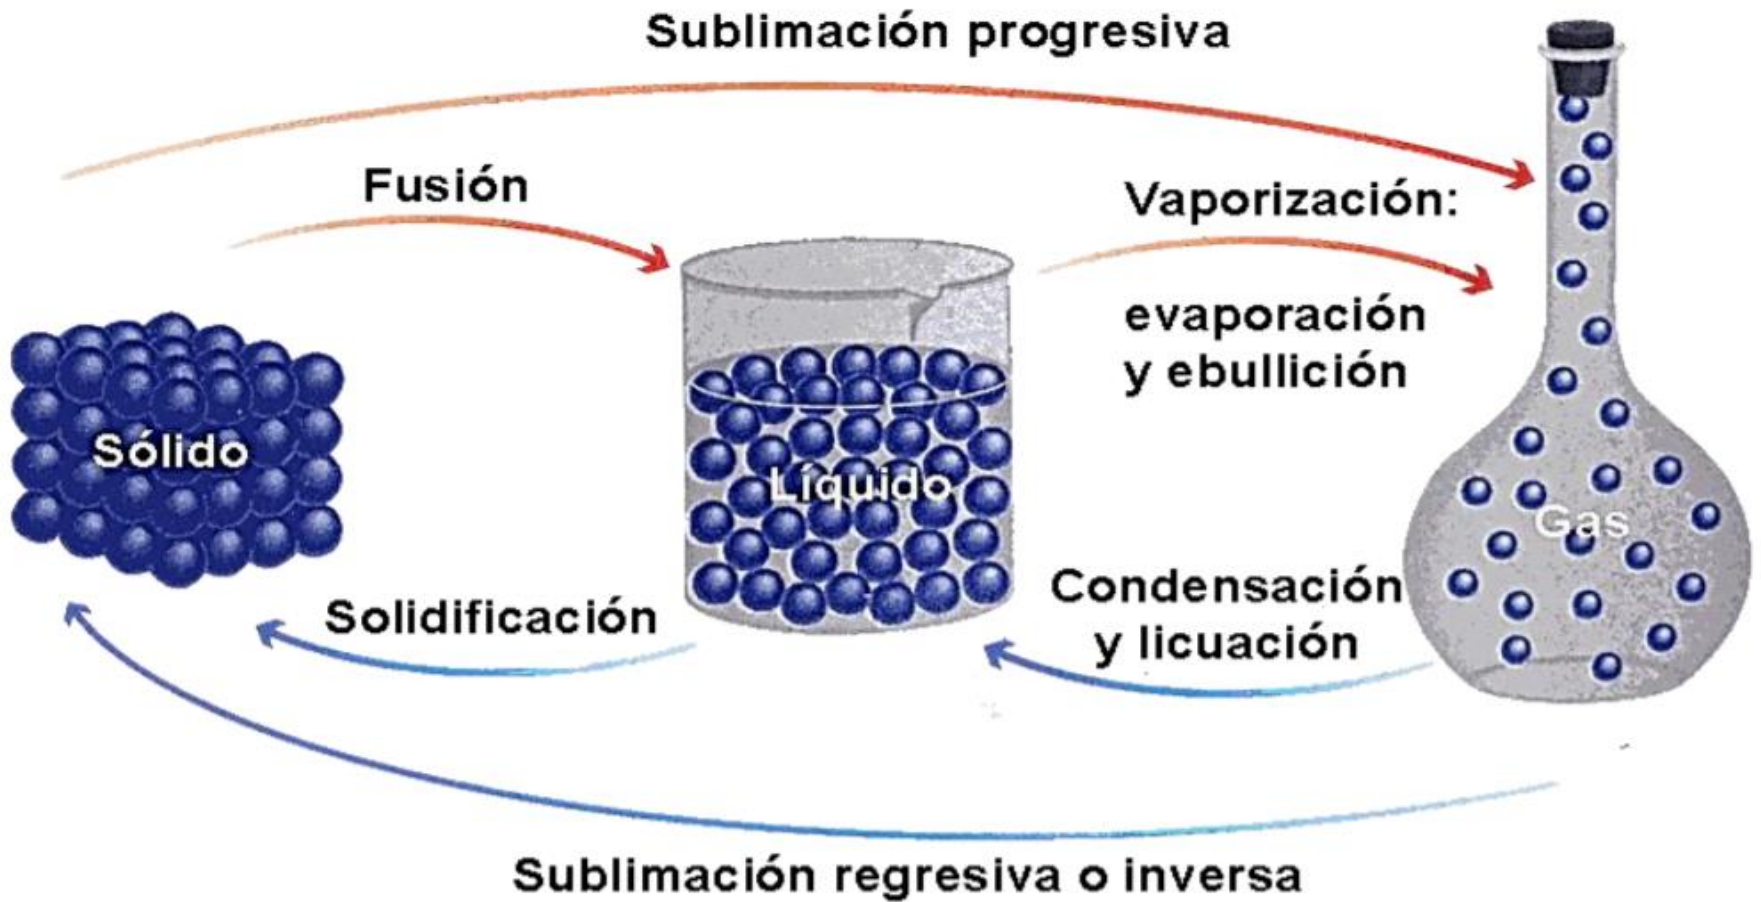 Sublimación progresiva
Fusión
Vaporización:
evaporación
y ebullición
Sólido
Líquido
Gas
Condensación
y licuación
Solidificación
Sublimación regresiva o inversa